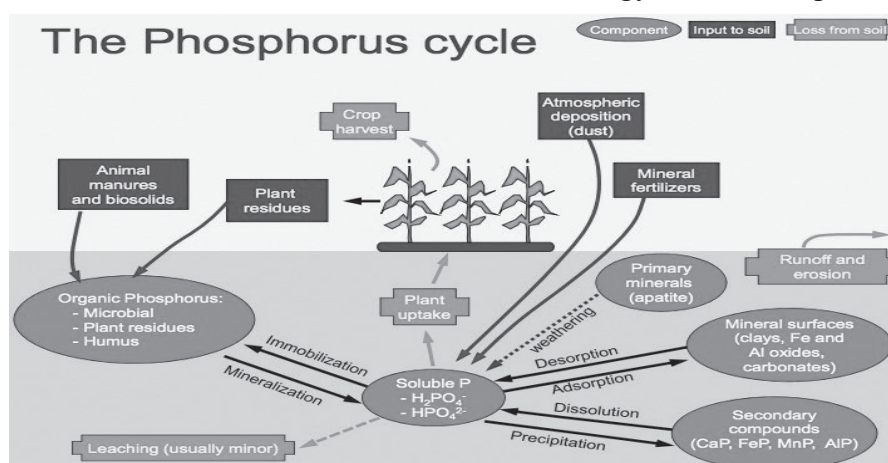 The Phosphorus cycle
Component
Input to soil
Loss from soil
Crop
harvest
Atmospheric
deposition
(dust)
Animal
manures
and biosolids
Plant
residues
Mineral
fertilizers
Runoff and
erosion
Primary
minerals
(apatite)
Organic Phosphorus:
- Microbial
- Plant residues
- Humus
Plant
uptake
weathering
Mineral surfaces
(clays, Fe and
Al oxides,
carbonates)
Immobilization
Mineralization
Desorption
Adsorption
Soluble P
- H₂PO₄⁻
- HPO₄²⁻
Dissolution
Precipitation
Secondary
compounds
(CaP, FeP, MnP, AlP)
Leaching (usually minor)